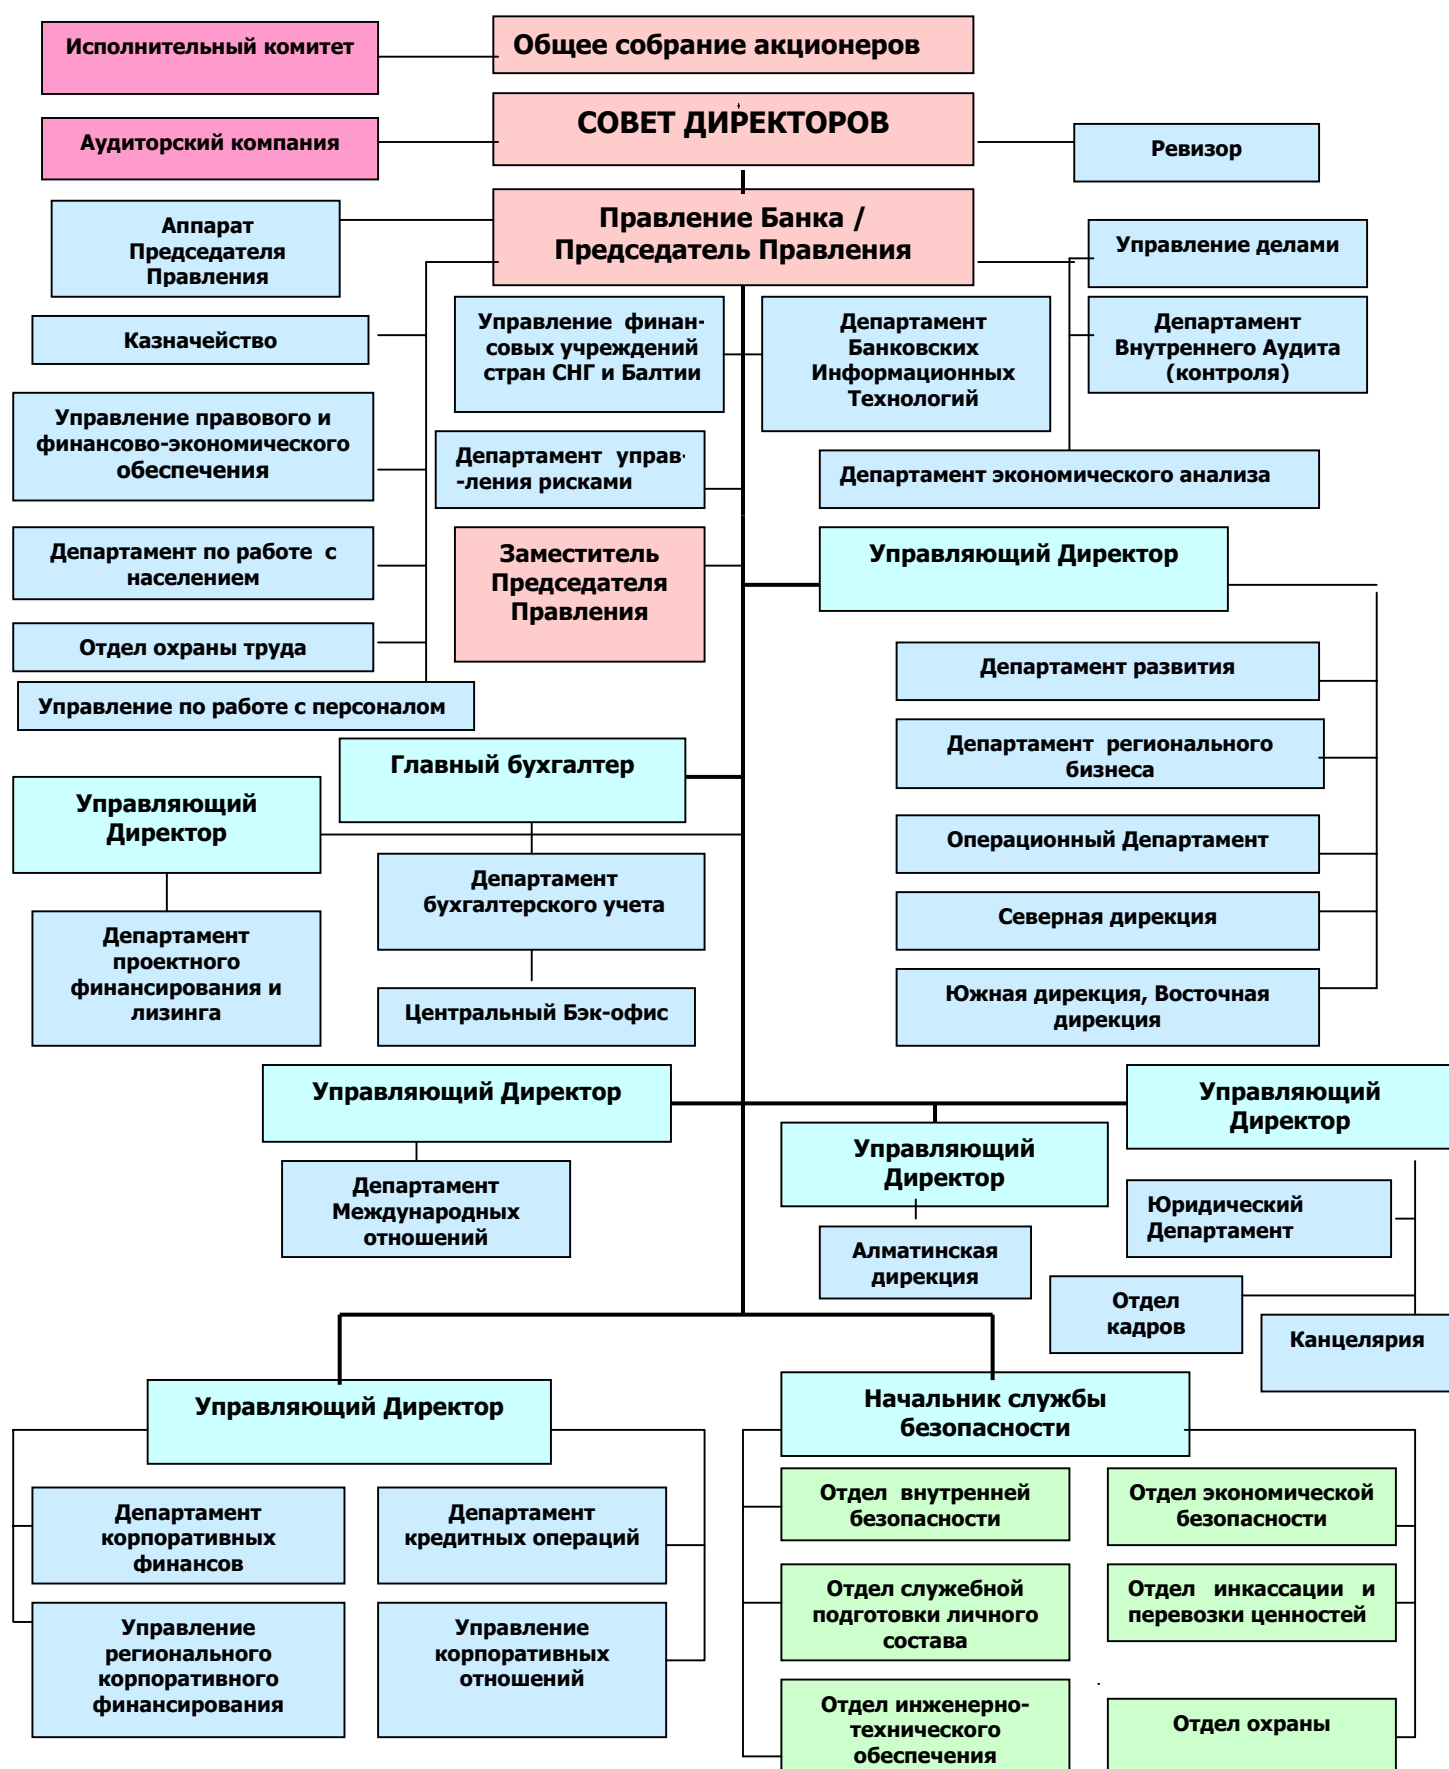 Исполнительный комитет
Общее собрание акционеров
СОВЕТ ДИРЕКТОРОВ
Аудиторский компания
Ревизор
Аппарат
Председателя
Правления
Правление Банка /
Председатель Правления
Управление делами
Казначейство
Управление финан-
совых учреждений
стран СНГ и Балтии
Департамент
Банковских
Информационных
Технологий
Департамент
Внутреннего Аудита
(контроля)
Управление правового и
финансово-экономического
обеспечения
Департамент управ-
-ления рисками
Департамент экономического анализа
Департамент по работе с
населением
Заместитель
Председателя
Правления
Управляющий Директор
Отдел охраны труда
Управление по работе с персоналом
Департамент развития
Департамент регионального
бизнеса
Операционный Департамент
Северная дирекция
Южная дирекция, Восточная
дирекция
Главный бухгалтер
Управляющий
Директор
Департамент
бухгалтерского учета
Департамент
проектного
финансирования и
лизинга
Центральный Бэк-офис
Управляющий Директор
Управляющий
Директор
Управляющий
Директор
Департамент
Международных
отношений
Алматинская
дирекция
Юридический
Департамент
Отдел
кадров
Канцелярия
Управляющий Директор
Начальник службы
безопасности
Департамент
корпоративных
финансов
Департамент
кредитных операций
Отдел внутренней
безопасности
Отдел экономической
безопасности
Управление
регионального
корпоративного
финансирования
Управление
корпоративных
отношений
Отдел служебной
подготовки личного
состава
Отдел инкассации и
перевозки ценностей
Отдел инженерно-
технического
обеспечения
Отдел охраны